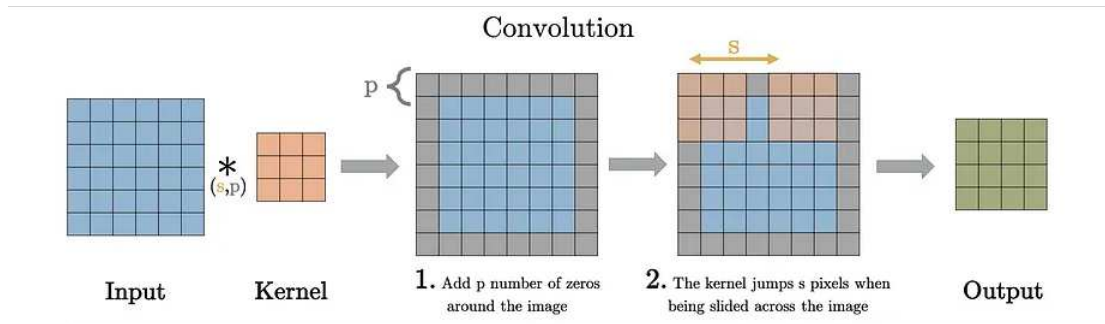 Convolution
s
p
*
(s,p)
Input
Kernel
1. Add p number of zeros
around the image
2. The kernel jumps s pixels when
being slided across the image
Output